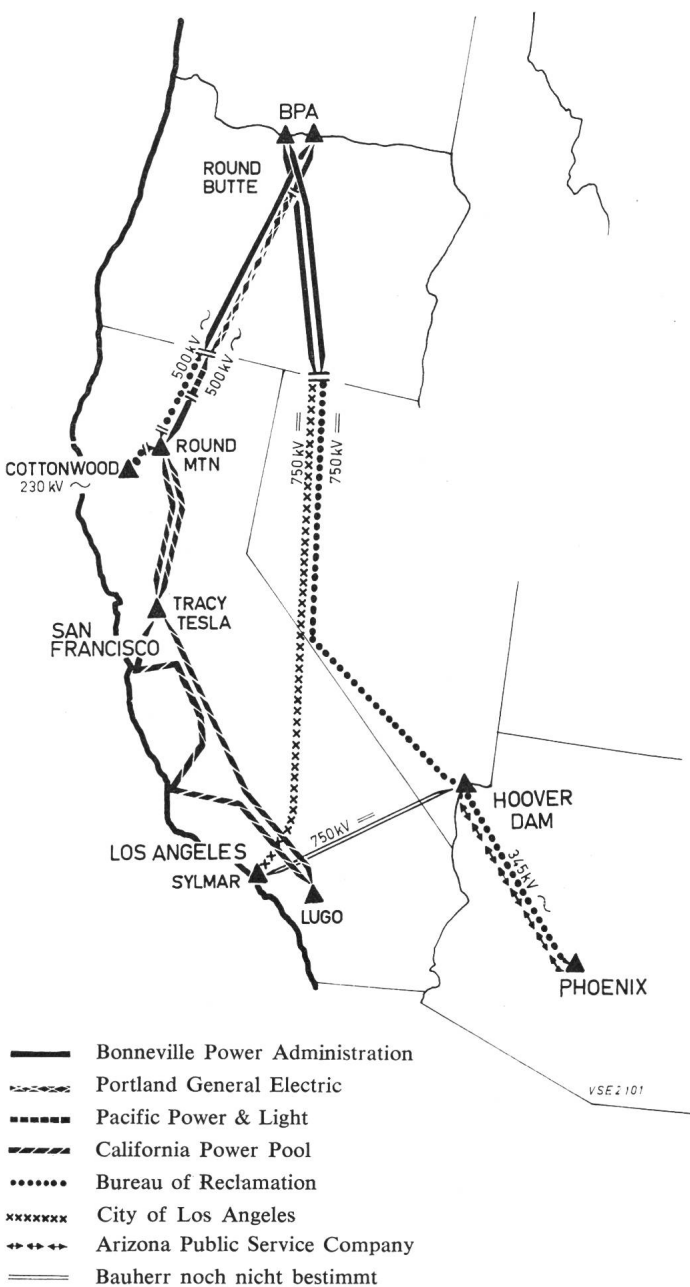 BPA
ROUND
BUTTE
500 kV ~
500 kV ~
ROUND
MTN
COTTONWOOD
230 kV ~
750 kV =
750 kV =
TRACY
TESLA
SAN
FRANCISCO
HOOVER
DAM
750 kV =
LOS ANGELES
SYLMAR
LUGO
345 kV ~
PHOENIX
Bonneville Power Administration
Portland General Electric
Pacific Power & Light
California Power Pool
VSE 2101
Bureau of Reclamation
City of Los Angeles
Arizona Public Service Company
Bauherr noch nicht bestimmt